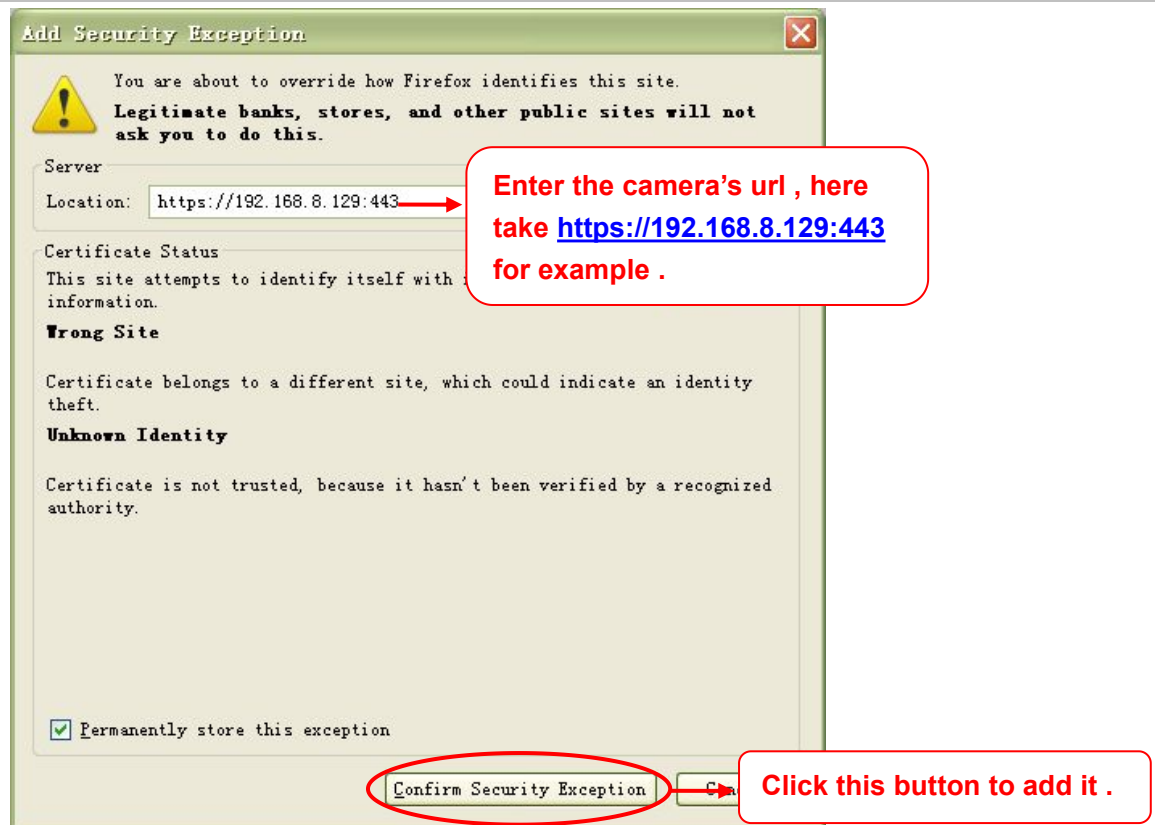 Add Security Exception
You are about to override how Firefox identifies this site.
Legitimate banks, stores, and other public sites will not
ask you to do this.
Server
Location: https://192.168.8.129:443
Enter the camera’s url , here
take https://192.168.8.129:443
for example .
Certificate Status
This site attempts to identify itself with
information.
Wrong Site
Certificate belongs to a different site, which could indicate an identity
theft.
Unknown Identity
Certificate is not trusted, because it hasn't been verified by a recognized
authority.
Permanently store this exception
Confirm Security Exception
Click this button to add it .